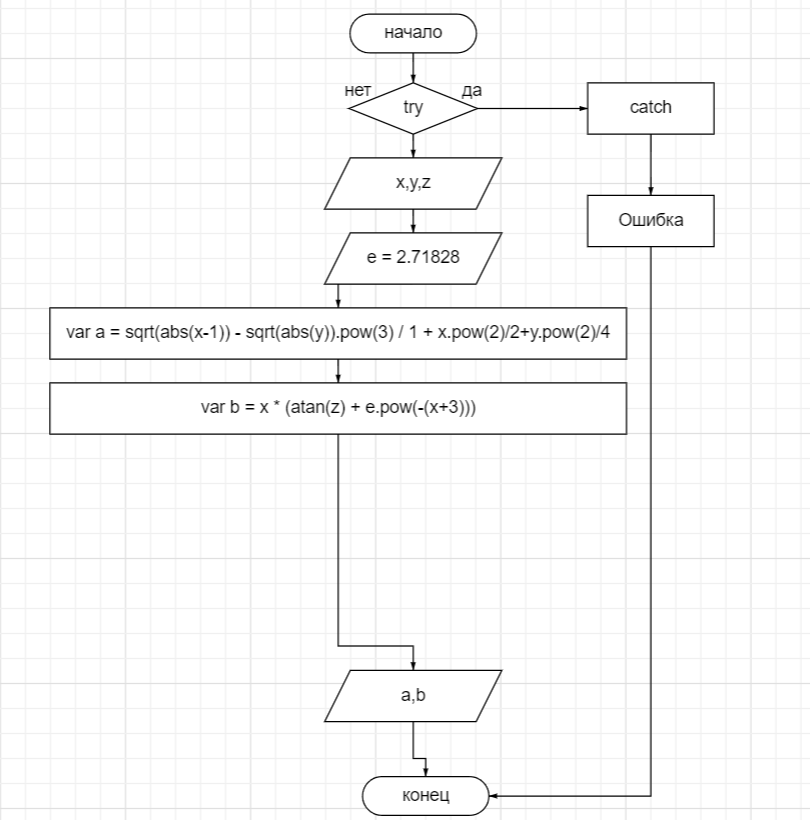 начало
нет
да
try
catch
x,y,z
Ошибка
e = 2.71828
var a = sqrt(abs(x-1)) - sqrt(abs(y)).pow(3) / 1 + x.pow(2)/2+y.pow(2)/4
var b = x * (atan(z) + e.pow(-(x+3)))
a,b
конец